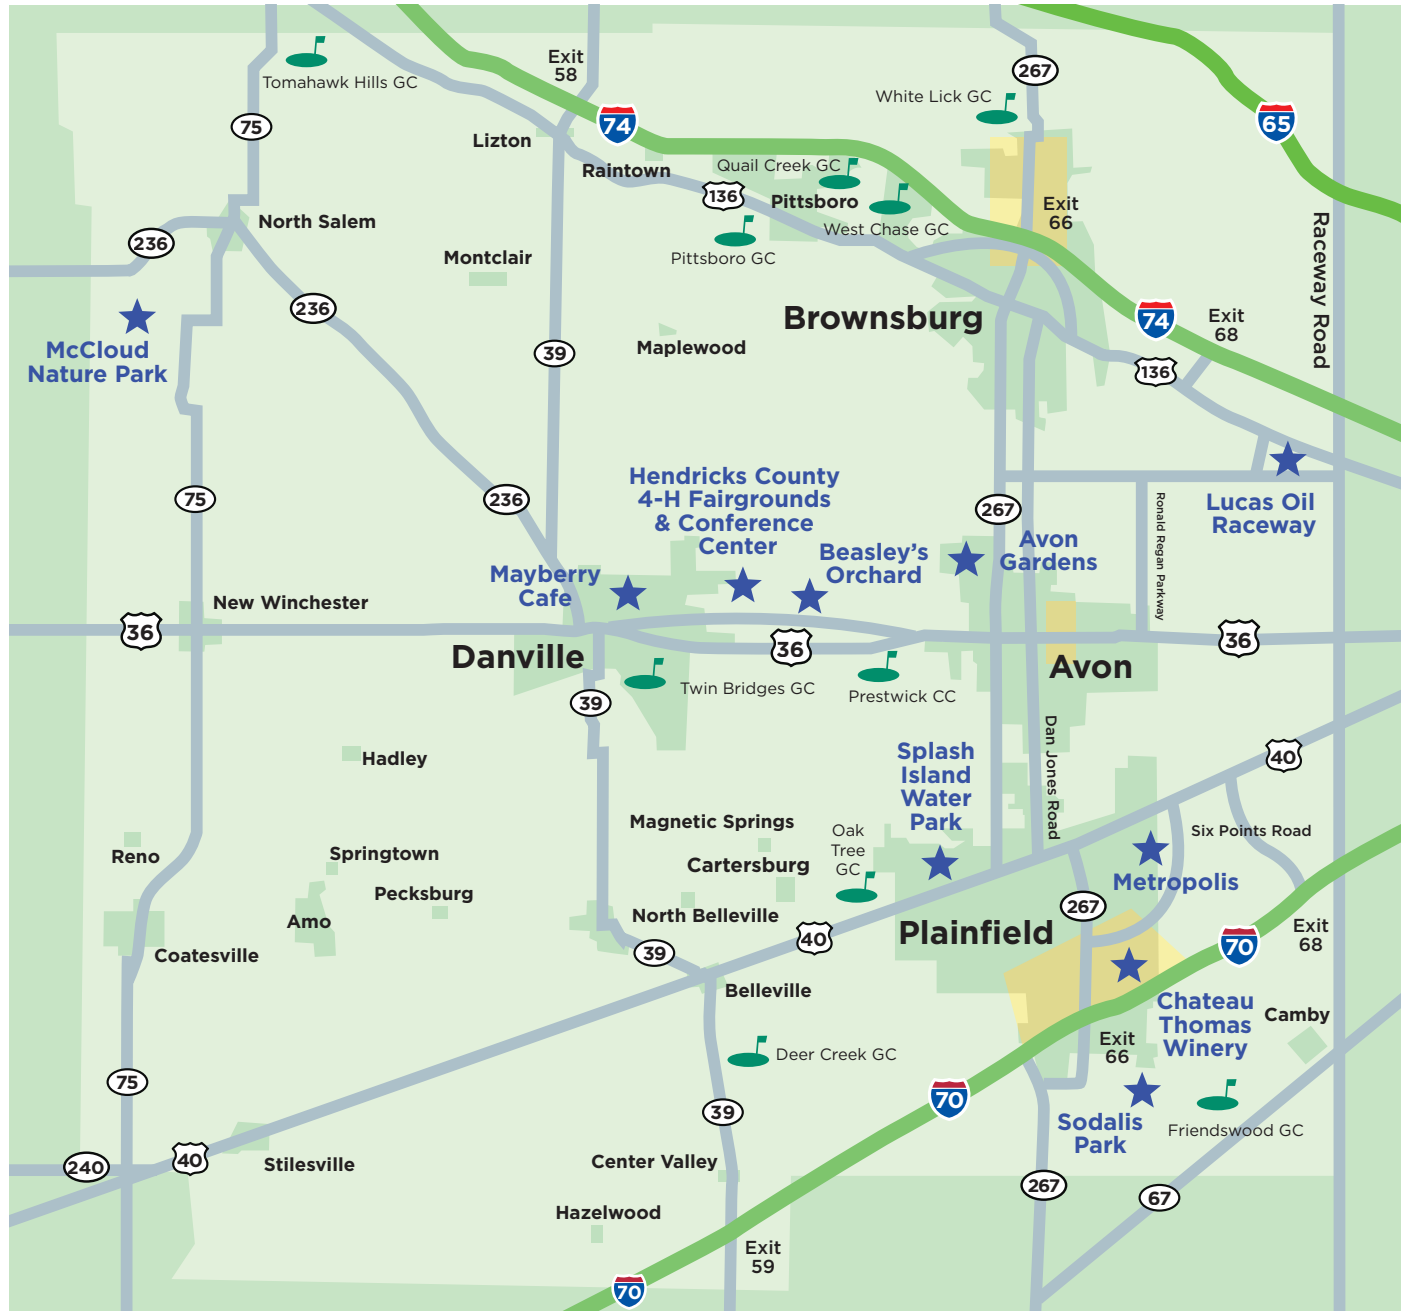 Exit
58
267
Tomahawk Hills GC
White Lick GC
74
65
75
Lizton
Raintown
Quail Creek GC
136
Pittsboro
Exit
66
North Salem
West Chase GC
236
Pittsboro GC
Montclair
Raceway Road
236
Brownsburg
74
Exit
68
McCloud
Nature Park
39
Maplewood
136
Hendricks County
4-H Fairgrounds
& Conference
Center
75
236
267
Ronald Regan Parkway
Lucas Oil
Raceway
Avon
Gardens
Beasley's
Orchard
Mayberry
Cafe
New Winchester
36
36
36
Danville
Avon
Twin Bridges GC
Prestwick CC
39
Dan Jones Road
Splash
Island
Water
Park
40
Hadley
Magnetic Springs
Oak
Tree
GC
Six Points Road
Reno
Springtown
Cartersburg
Metropolis
Pecksburg
267
Amo
North Belleville
Plainfield
40
70
Exit
68
Coatesville
39
Belleville
Chateau
Thomas
Winery
Camby
Exit
66
Deer Creek GC
75
70
39
Sodalis
Park
Friendswood GC
40
240
Stilesville
Center Valley
267
67
Hazelwood
Exit
59
70